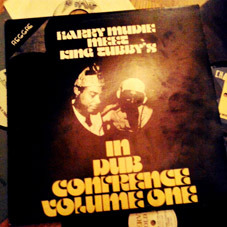 REGGAE
HARRY MUDIE
MEET
KING TUBBY'S
IN
DUB
CONFERENCE
VOLUME ONE